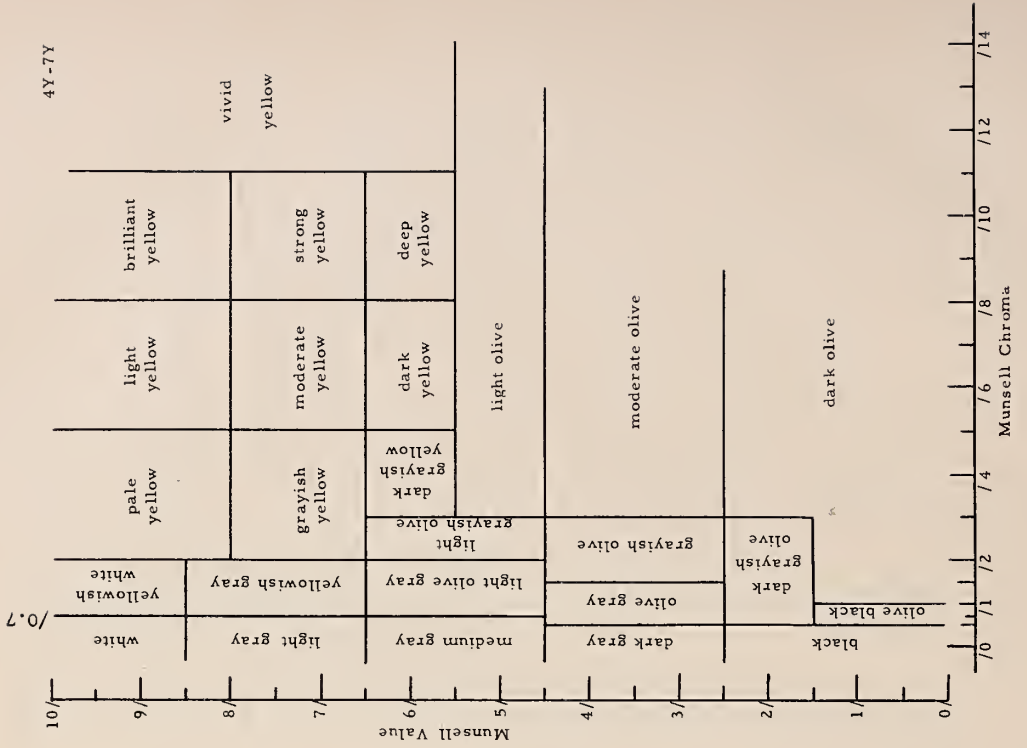 4Y-7Y
10/
9/
8/
7/
6/
5/
4/
3/
2/
1/
0/
Munsell Value
/0.7
white
yellowish
white
pale
yellow
light
yellow
brilliant
yellow
vivid
yellow
light gray
yellowish gray
grayish
yellow
moderate
yellow
strong
yellow
medium gray
light olive gray
light
grayish olive
dark
grayish
yellow
dark
yellow
deep
yellow
light olive
dark gray
olive gray
grayish olive
moderate olive
black
olive black
dark
grayish
olive
dark olive
/0
/1
/2
/4
/6
/8
/10
/12
/14
Munsell Chroma